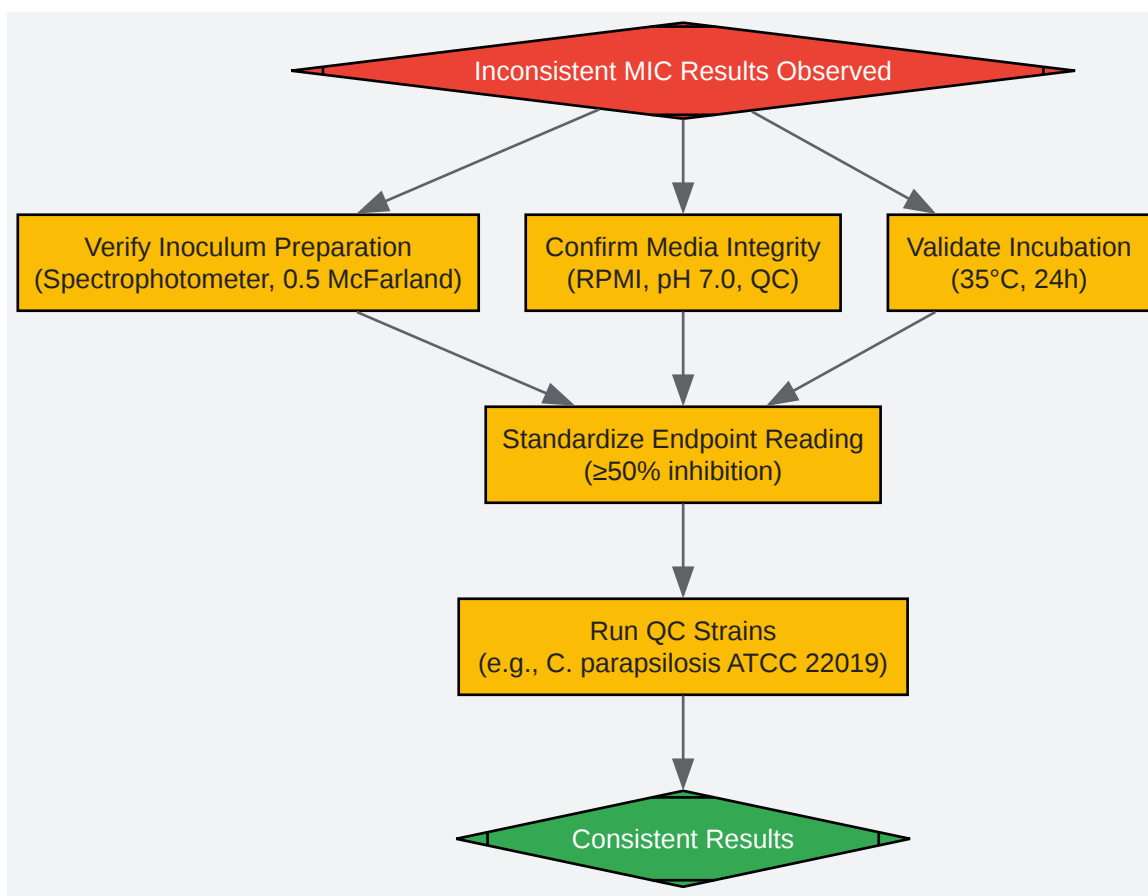 Inconsistent MIC Results Observed
Verify Inoculum Preparation
(Spectrophotometer, 0.5 McFarland)
Confirm Media Integrity
(RPMI, pH 7.0, QC)
Validate Incubation
(35°C, 24h)
Standardize Endpoint Reading
(≥50% inhibition)
Run QC Strains
(e.g., C. parapsilosis ATCC 22019)
Consistent Results